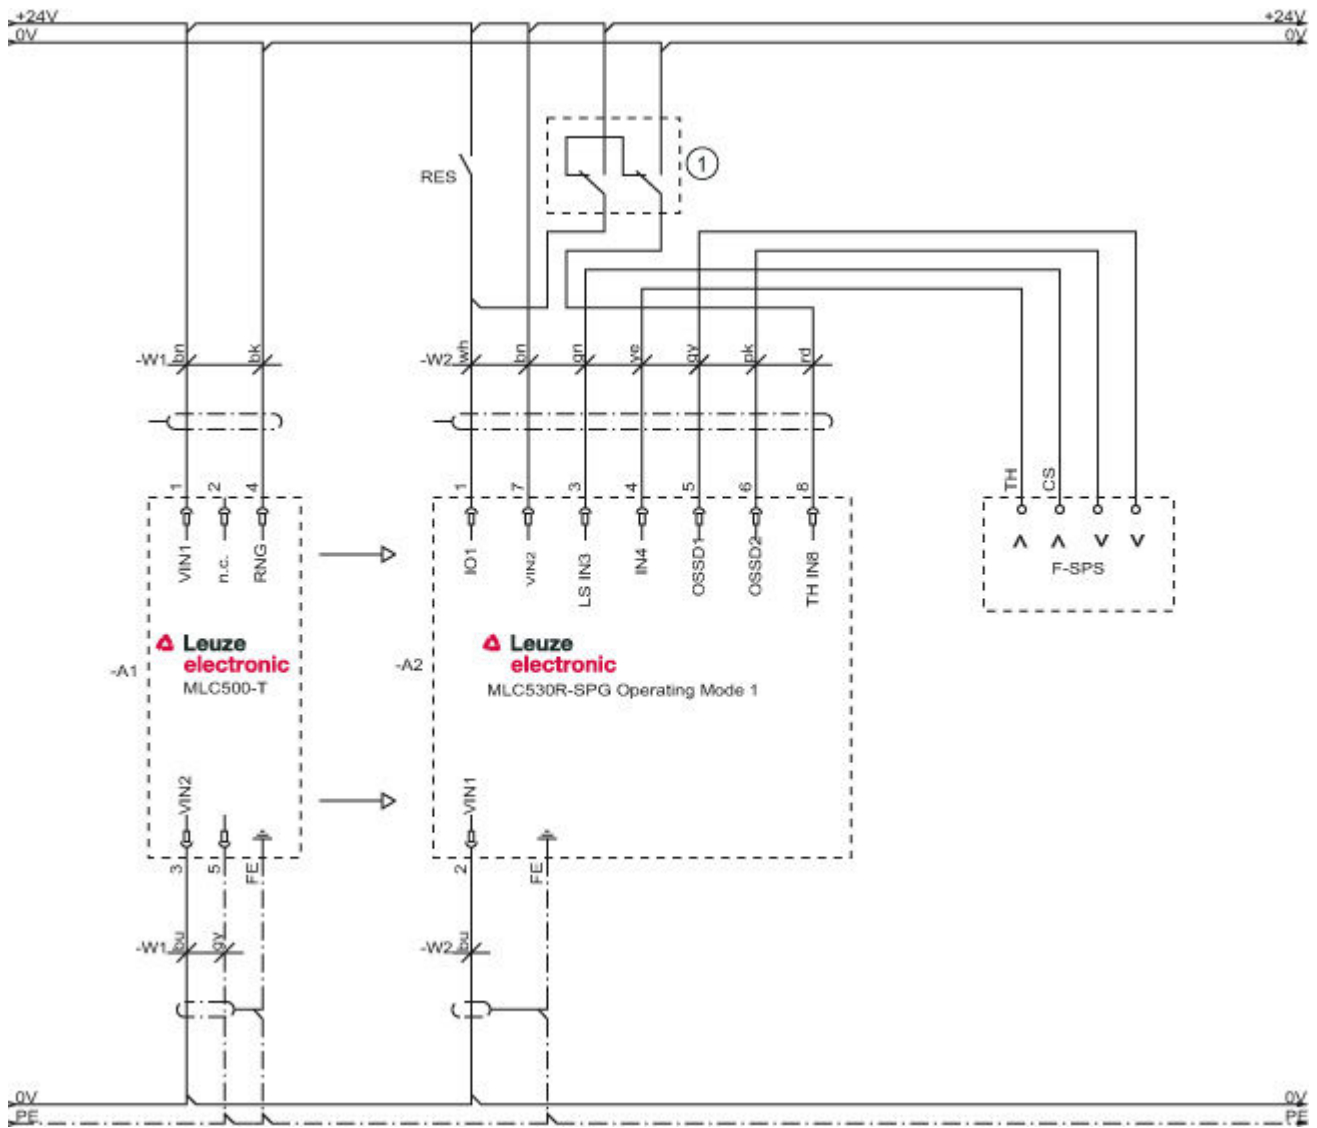 +24V +24V
0V 0V
1
RES
-W1 bn bk -W2 wh bn gn ye gy pk rd
TH CS
1 2 4 1 7 3 4 5 6 8
VIN1 n.c. RNG IO1 VIN2 LS IN3 IN4 OSSD1 OSSD2 TH IN8
F-SPS
Leuze electronic
MLC500-T
-A1
Leuze electronic
MLC530R-SPG Operating Mode 1
-A2
VIN2 VIN1
3 5 FE 2 FE
-W1 bu gy -W2 bu
0V 0V
PE PE